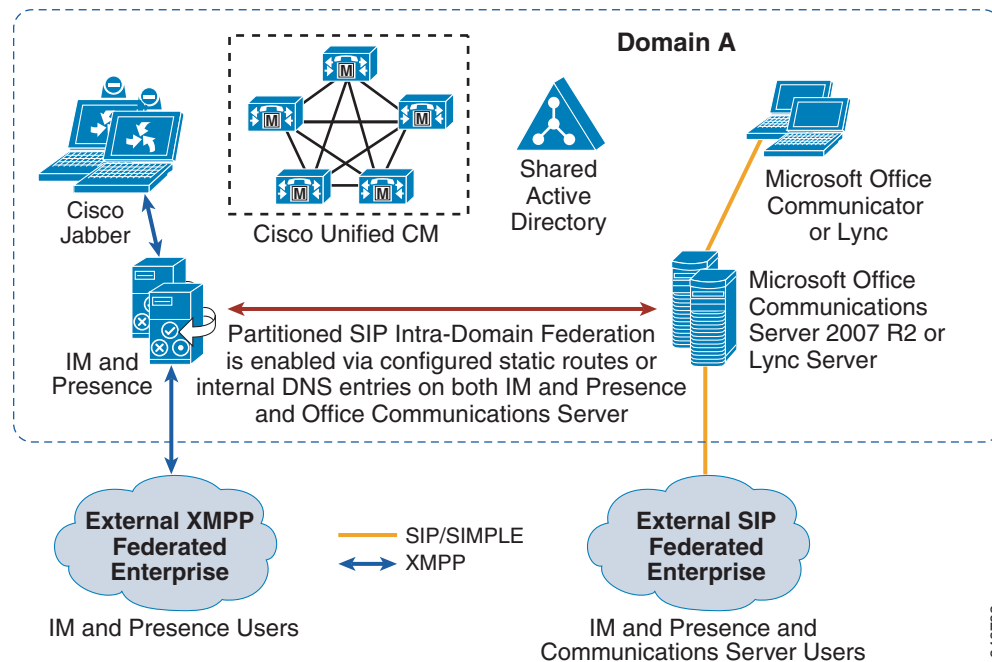 Domain A
M
M
M
M
M
Cisco
Jabber
Cisco Unified CM
Shared
Active
Directory
Microsoft Office
Communicator
or Lync
IM and
Presence
Partitioned SIP Intra-Domain Federation
is enabled via configured static routes or
internal DNS entries on both IM and Presence
and Office Communications Server
Microsoft Office
Communications
Server 2007 R2 or
Lync Server
External XMPP
Federated
Enterprise
SIP/SIMPLE
XMPP
External SIP
Federated
Enterprise
IM and Presence Users
IM and Presence and
Communications Server Users